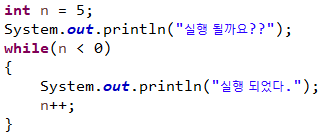 int n = 5;
System.out.println("실행 될까요??");
while(n < 0)
{
    System.out.println("실행 되었다.");
    n++;
}